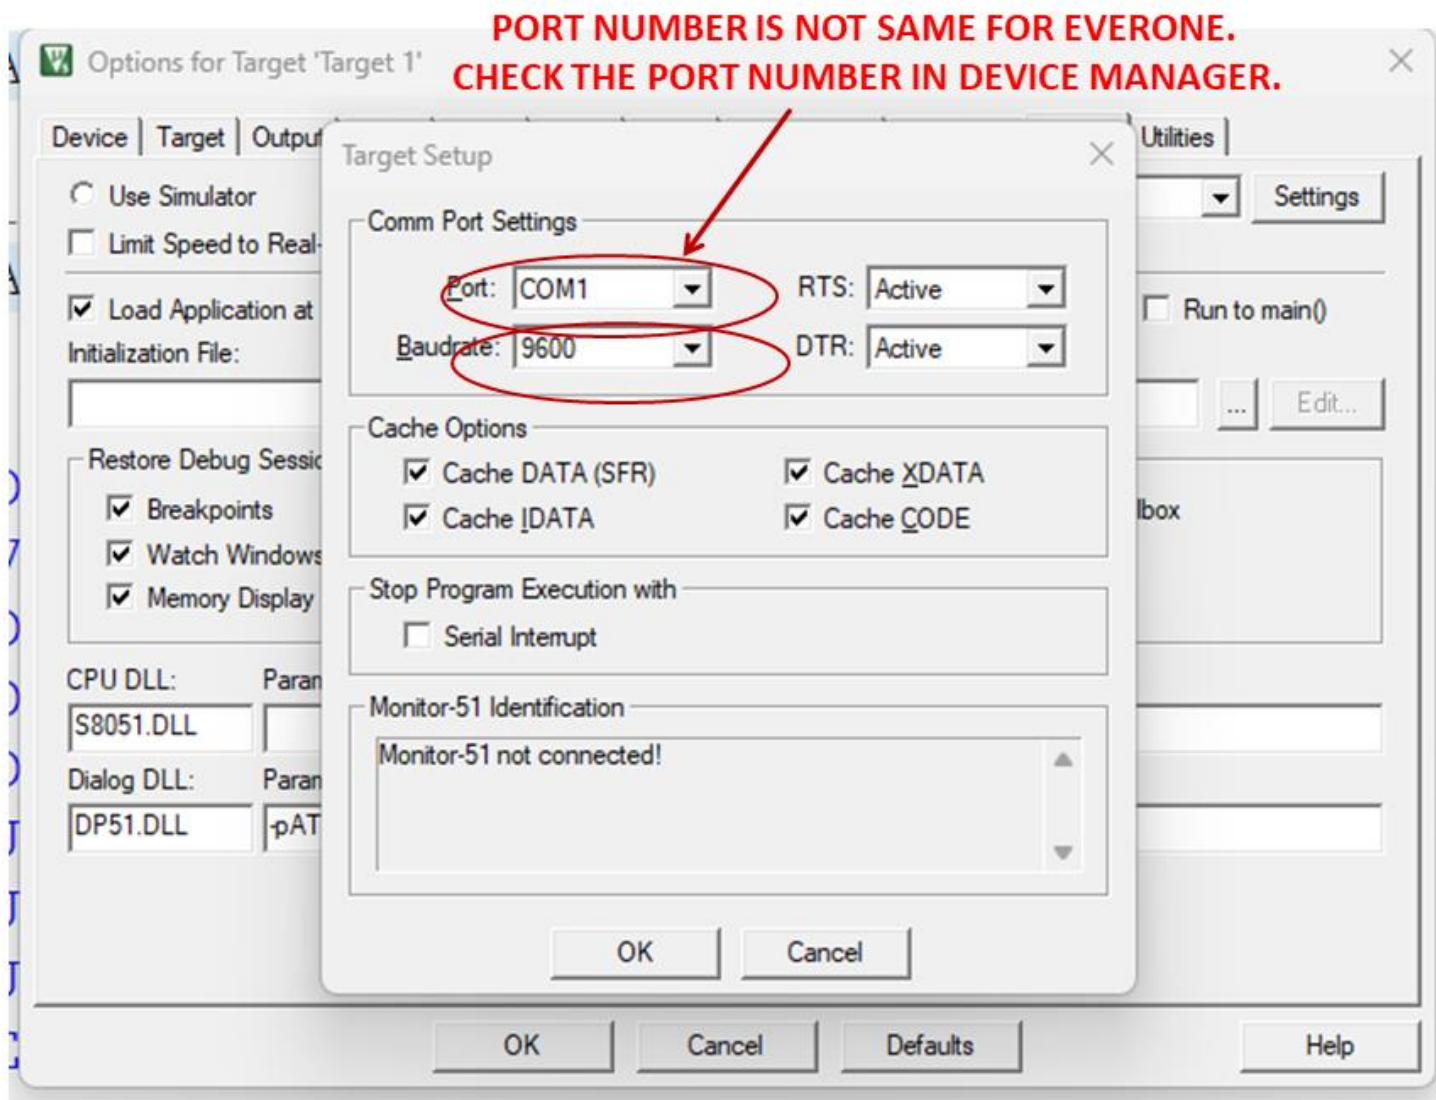 PORT NUMBER IS NOT SAME FOR EVERONE.
CHECK THE PORT NUMBER IN DEVICE MANAGER.
Options for Target 'Target 1'
Device
Target
Output
Utilities
Target Setup
Use Simulator
Settings
Limit Speed to Real-
Comm Port Settings
Port: COM1
RTS: Active
Baudrate: 9600
DTR: Active
Load Application at
Run to main()
Initialization File:
...
Edit...
Cache Options
Cache DATA (SFR)
Cache XDATA
Cache IDATA
Cache CODE
Restore Debug Sessio
Breakpoints
lbox
Watch Windows
Memory Display
Stop Program Execution with
Serial Interrupt
CPU DLL:
Param
S8051.DLL
Monitor-51 Identification
Monitor-51 not connected!
Dialog DLL:
Param
DP51.DLL
-pAT
OK
Cancel
OK
Cancel
Defaults
Help